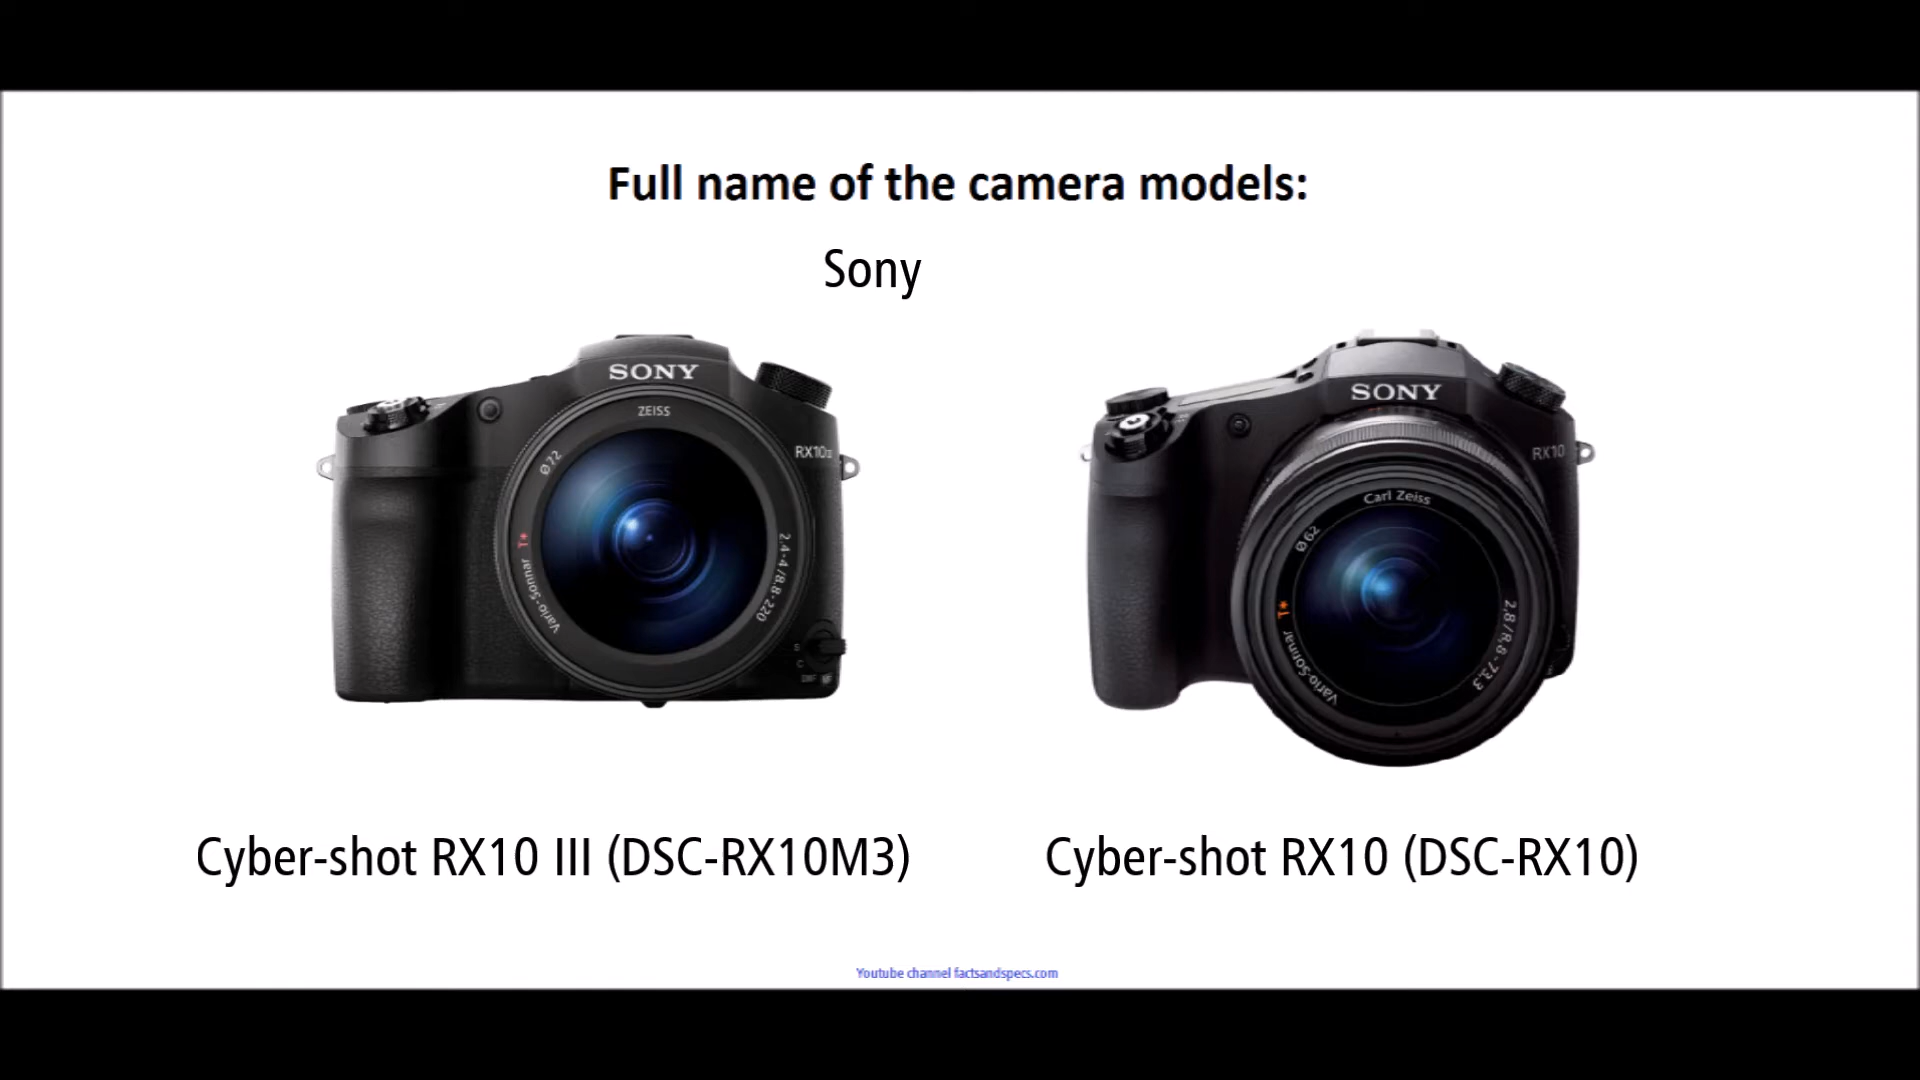 Full name of the camera models:
Sony
SONY
ZEISS
RX10III
Ø72
T*
Vario-Sonnar
2,4-4/8,8-220
S
C
DMF MF
SONY
RX10
Carl Zeiss
Ø62
T*
Vario-Sonnar
2,8/8,8-73,3
Cyber-shot RX10 III (DSC-RX10M3)
Cyber-shot RX10 (DSC-RX10)
Youtube channel factsandspecs.com